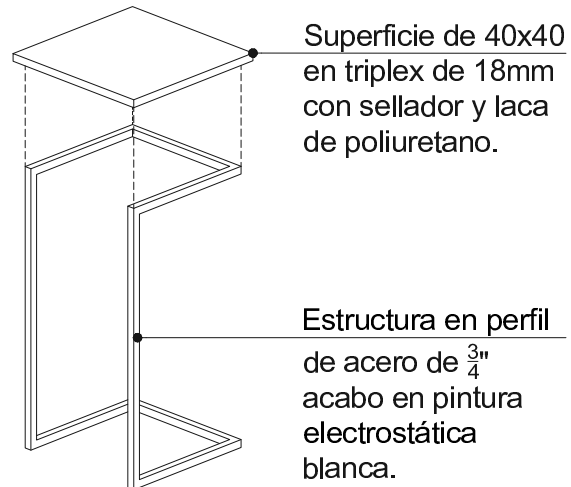 Superficie de 40x40
en triplex de 18mm
con sellador y laca
de poliuretano.
Estructura en perfil
de acero de 3/4"
acabo en pintura
electrostática
blanca.